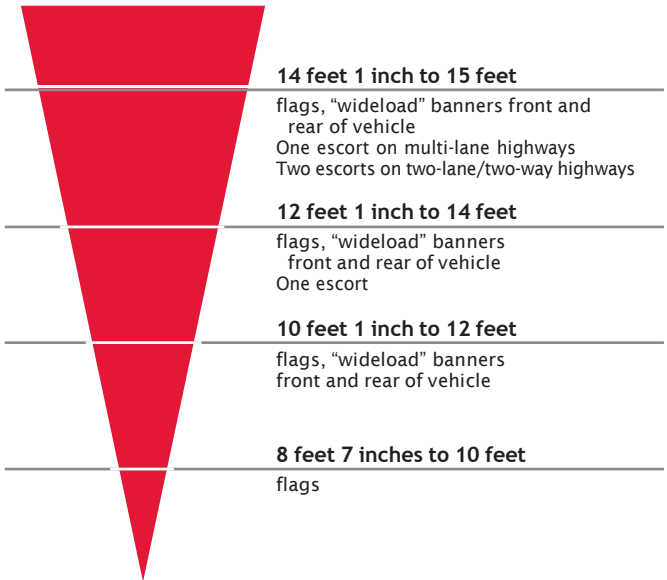 14 feet 1 inch to 15 feet
flags, “wideload” banners front and
rear of vehicle
One escort on multi-lane highways
Two escorts on two-lane/two-way highways
12 feet 1 inch to 14 feet
flags, “wideload” banners
front and rear of vehicle
One escort
10 feet 1 inch to 12 feet
flags, “wideload” banners
front and rear of vehicle
8 feet 7 inches to 10 feet
flags